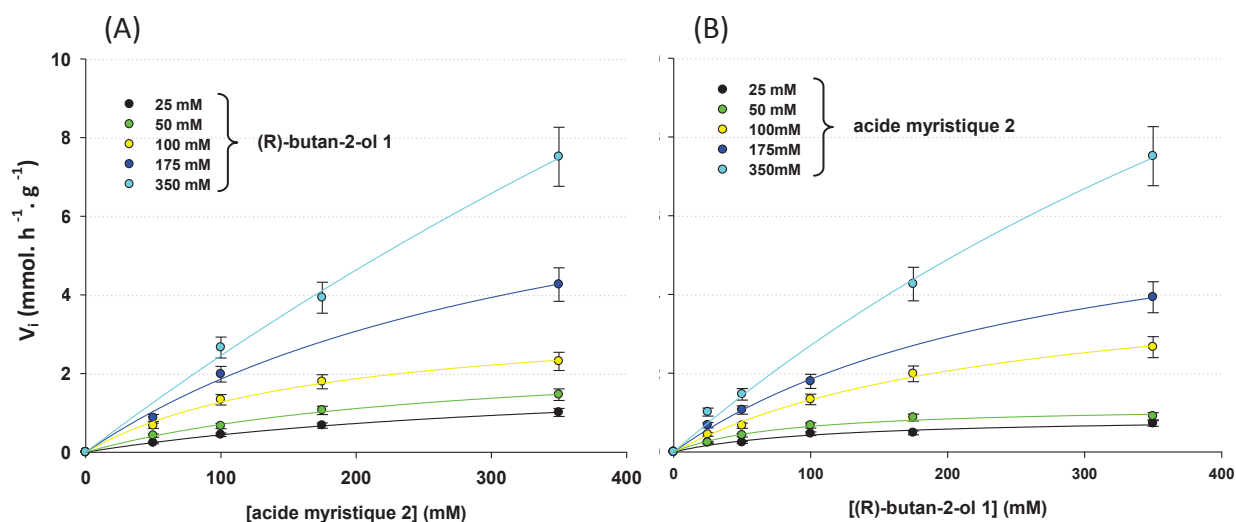 (A)
10
8
6
4
2
0
V_i (mmol. h⁻¹. g⁻¹)
25 mM
50 mM
100 mM
175 mM
350 mM
(R)-butan-2-ol 1
0
100
200
300
400
[acide myristique 2] (mM)
(B)
25 mM
50 mM
100mM
175mM
350mM
acide myristique 2
0
100
200
300
400
[(R)-butan-2-ol 1] (mM)